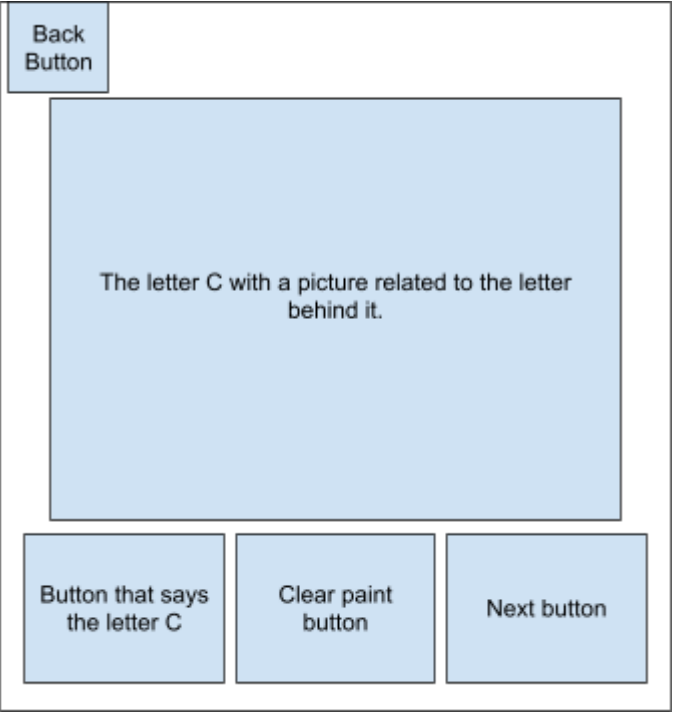 Back
Button
The letter C with a picture related to the letter
behind it.
Button that says
the letter C
Clear paint
button
Next button